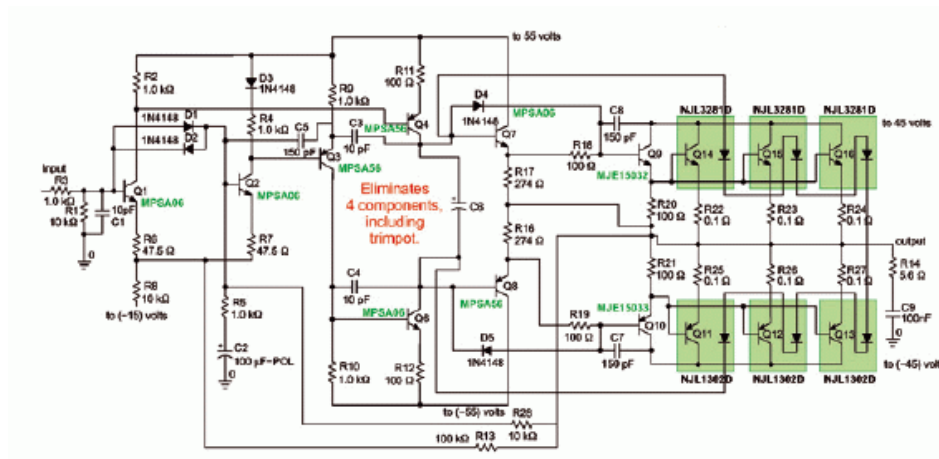 to 55 volts
R11
100 Ω
R2
1.0 kΩ
D3
1N4148
R9
1.0 kΩ
D4
1N4148
MPSA06
C8
150 pF
NJL3281D
NJL3281D
NJL3281D
to 45 volts
D1
1N4148
1N4148
D2
R4
1.0 kΩ
C5
150 pF
C3
10 pF
MPSA56
Q4
Q7
Q3
MPSA56
R18
100 Ω
Q9
MJE15032
Q14
Q15
Q16
input
R3
1.0 kΩ
R1
10 kΩ
Q1
MPSA06
10pF
C1
Q2
MPSA06
Eliminates
4 components,
including
trimpot.
C6
R17
274 Ω
R16
274 Ω
R20
100 Ω
R22
0.1 Ω
R23
0.1 Ω
R24
0.1 Ω
0
R6
47.5 Ω
R7
47.5 Ω
output
R14
5.6 Ω
R8
10 kΩ
to (-15) volts
R5
1.0 kΩ
C4
10 pF
MPSA06
Q6
Q8
MPSA56
R21
100 Ω
R25
0.1 Ω
R26
0.1 Ω
R27
0.1 Ω
MJE15033
R19
100 Ω
Q10
Q11
Q12
Q13
C9
100nF
0
C2
100 µF-POL
0
R10
1.0 kΩ
R12
100 Ω
D5
1N4148
C7
150 pF
NJL1302D
NJL1302D
NJL1302D
to (-45) volt
to (-55) volts
R28
10 kΩ
100 kΩ
R13